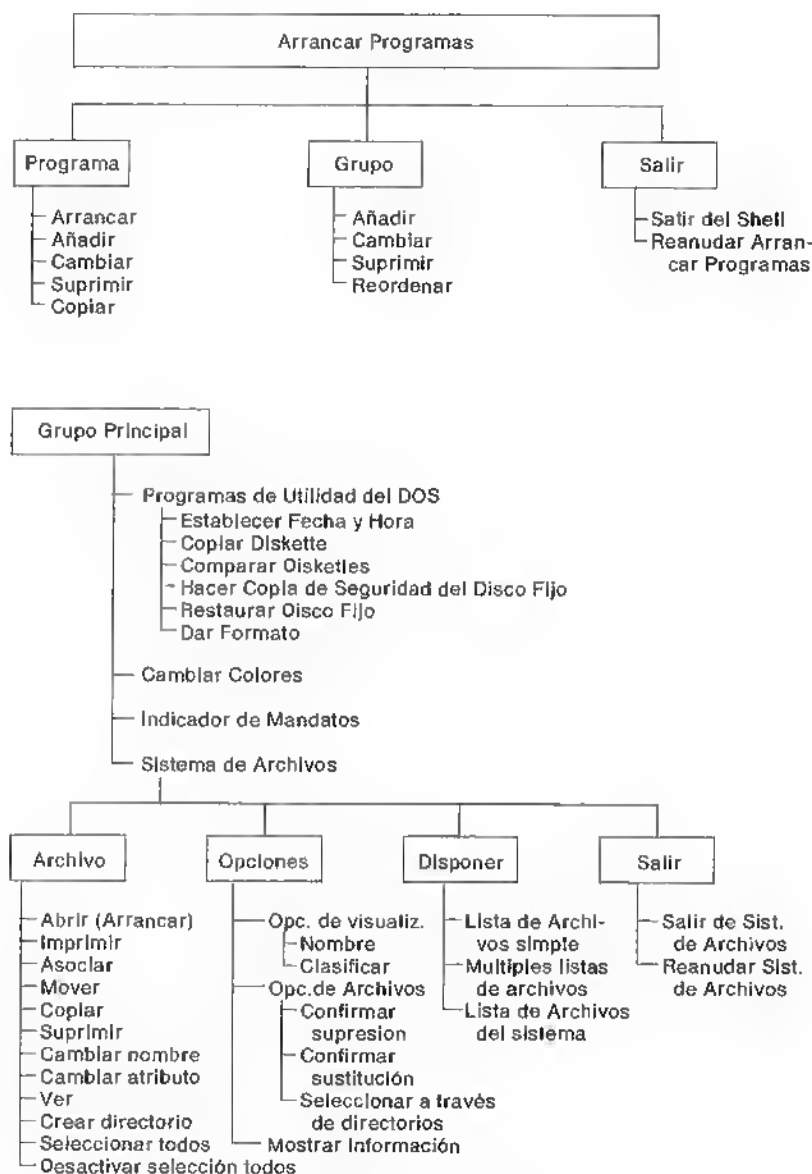 Arrancar Programas
Programa
Arrancar
Añadir
Cambiar
Suprimir
Copiar
Grupo
Añadir
Cambiar
Suprimir
Reordenar
Salir
Satir del Shell
Reanudar Arran-
car Programas
Grupo Principal
Programas de Utilidad del DOS
Establecer Fecha y Hora
Copiar Diskette
Comparar Oisketles
Hacer Copia de Seguridad del Disco Fijo
Restaurar Oisco Fijo
Dar Formato
Cambiar Colores
Indicador de Mandatos
Sistema de Archivos
Archivo
Abrir (Arrancar)
Imprimir
Asociar
Mover
Copiar
Suprimir
Cambiar nombre
Cambiar atributo
Ver
Crear directorio
Seleccionar todos
Desactivar selección todos
Opciones
Opc. de visualiz.
Nombre
Clasificar
Opc.de Archivos
Confirmar
supresion
Confirmar
sustitución
Seleccionar a través
de directorios
Mostrar Información
Disponer
Lista de Archi-
vos simple
Multiples listas
de archivos
Lista de Archivos
del sistema
Salir
Salir de Sist.
de Archivos
Reanudar Sist.
de Archivos